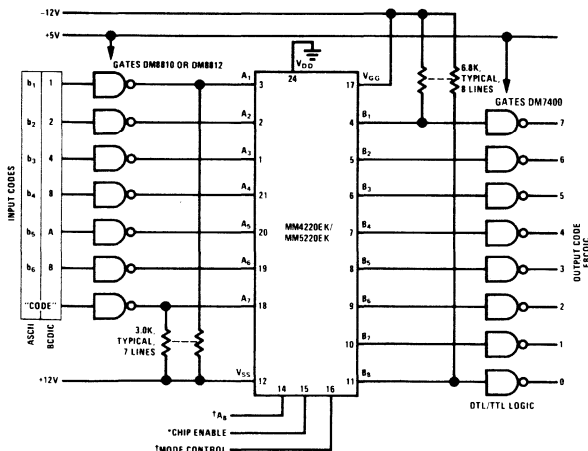 -12V
+5V
GATES DM8810 OR DM8812
INPUT CODES
ASCII
BCDIC
b1 1
b2 2
b3 4
b4 8
b5 A
b6 B
"CODE"
3.0K,
TYPICAL,
7 LINES
+12V
A1
3
A2
2
A3
1
A4
21
A5
20
A6
19
A7
18
VSS
12
VDD
24
VGG
17
MM4220EK/
MM5220EK
B1
4
B2
5
B3
6
B4
7
B5
8
B6
9
B7
10
B8
11
14 15 16
†A8
*CHIP ENABLE
†MODE CONTROL
6.8K,
TYPICAL,
8 LINES
GATES DM7400
7
6
5
4
3
2
1
0
OUTPUT CODE
EBCDIC
DTL/TTL LOGIC